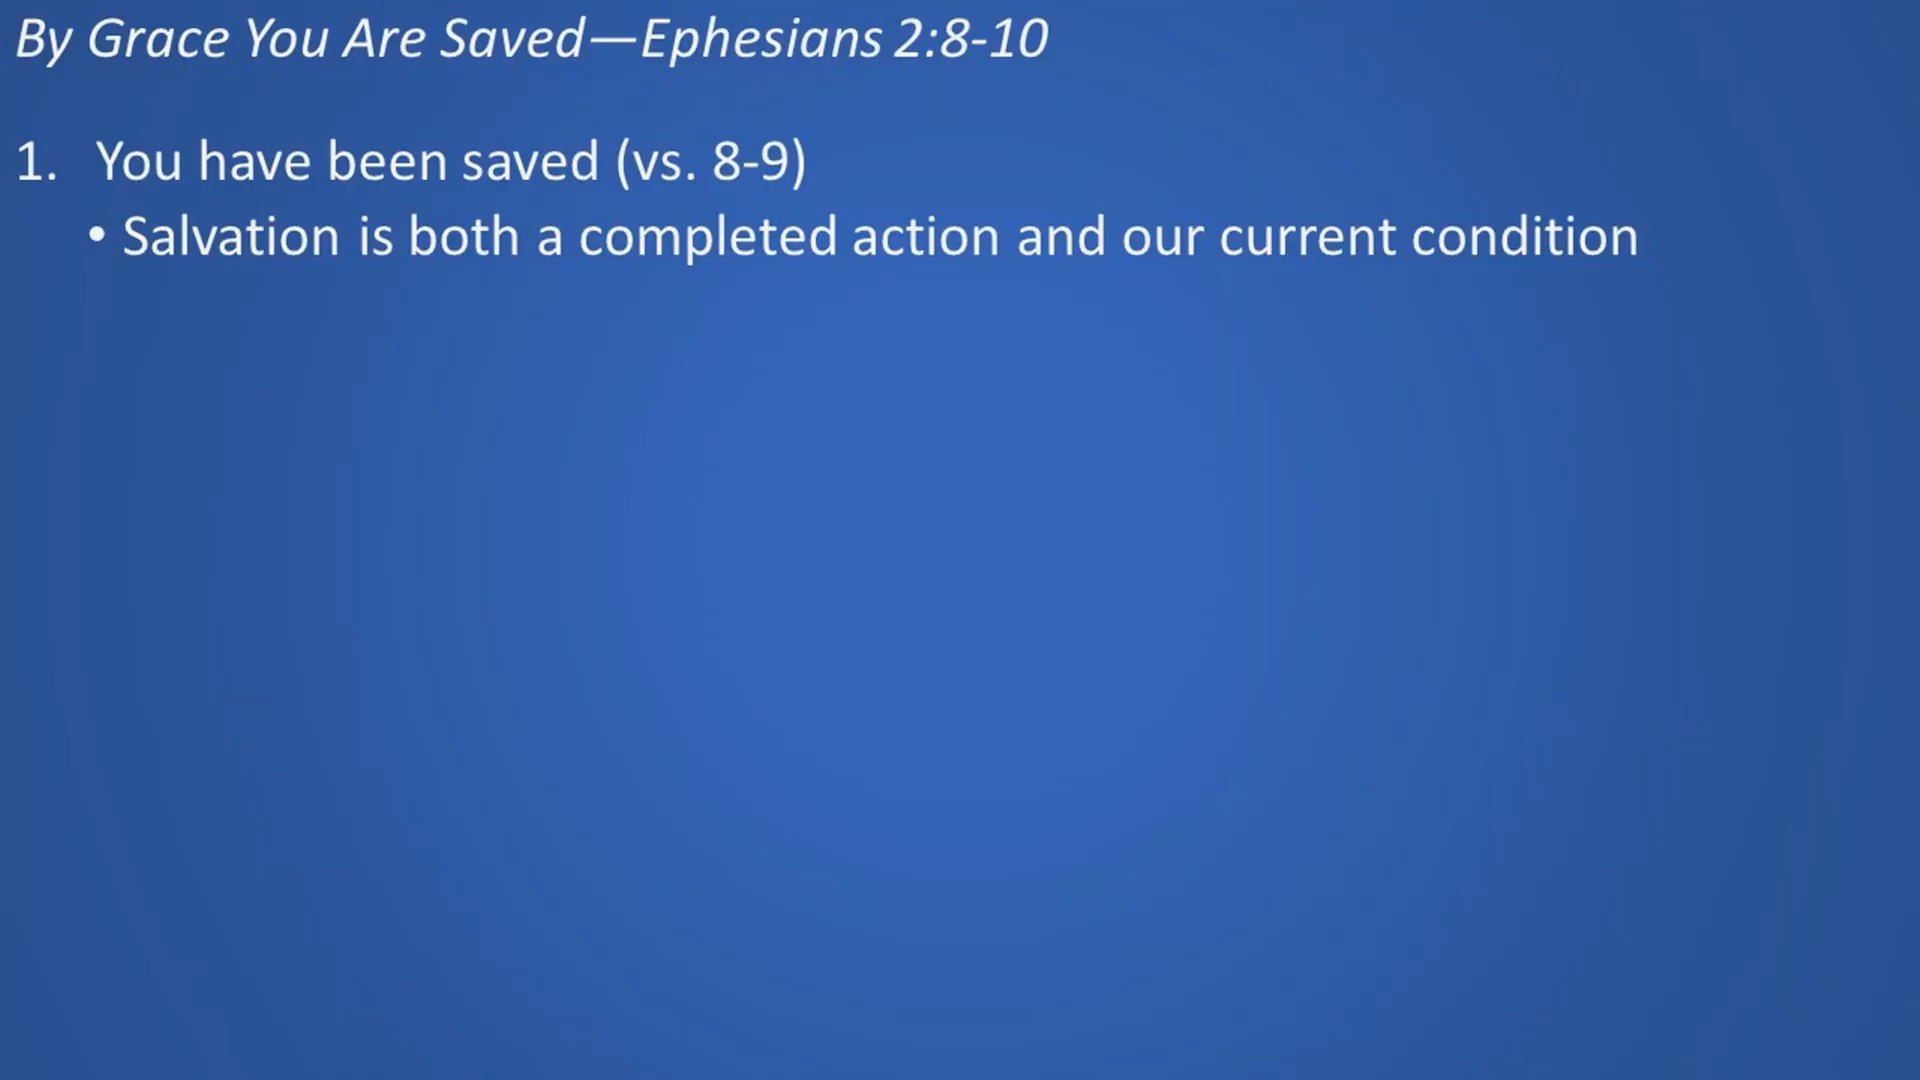 By Grace You Are Saved—Ephesians 2:8-10
1. You have been saved (vs. 8-9)
• Salvation is both a completed action and our current condition